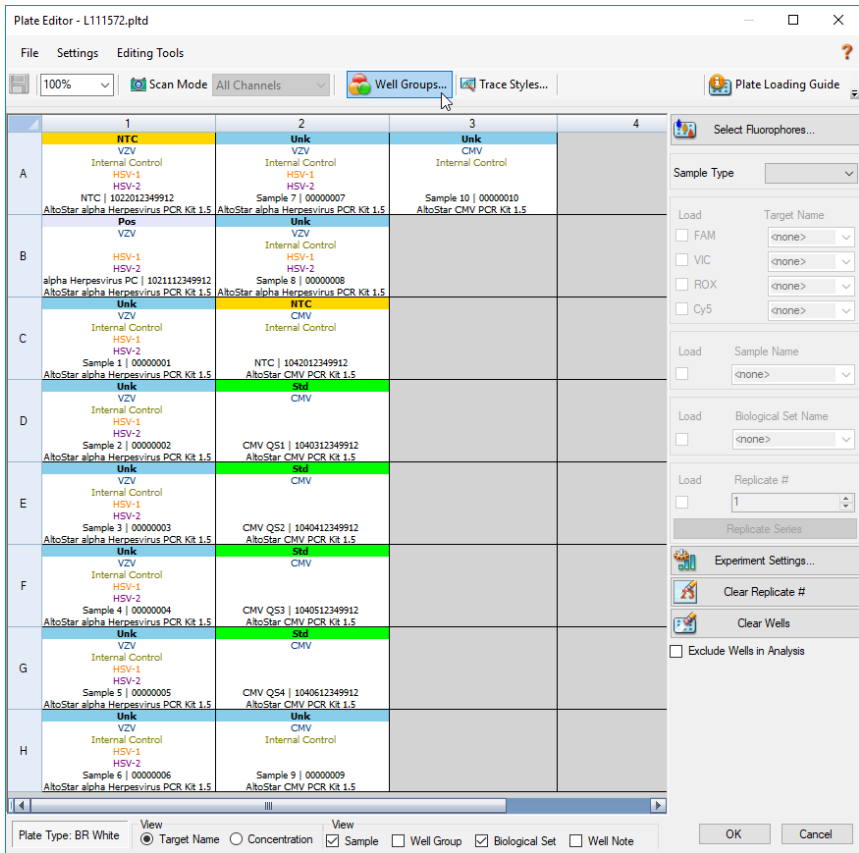 Plate Editor - L111572.pltd
File Settings Editing Tools ?
100% Scan Mode All Channels Well Groups... Trace Styles... Plate Loading Guide
1 2 3 4
A
NTC
VZV
Internal Control
HSV-1
HSV-2
NTC | 1022012349912
AltoStar alpha Herpesvirus PCR Kit 1.5
Unk
VZV
Internal Control
HSV-1
HSV-2
Sample 7 | 00000007
AltoStar alpha Herpesvirus PCR Kit 1.5
Unk
CMV
Internal Control
Sample 10 | 00000010
AltoStar CMV PCR Kit 1.5
B
Pos
VZV
HSV-1
HSV-2
alpha Herpesvirus PC | 1021112349912
AltoStar alpha Herpesvirus PCR Kit 1.5
Unk
VZV
Internal Control
HSV-1
HSV-2
Sample 8 | 00000008
AltoStar alpha Herpesvirus PCR Kit 1.5
C
Unk
VZV
Internal Control
HSV-1
HSV-2
Sample 1 | 00000001
AltoStar alpha Herpesvirus PCR Kit 1.5
NTC
CMV
Internal Control
NTC | 1042012349912
AltoStar CMV PCR Kit 1.5
D
Unk
VZV
Internal Control
HSV-1
HSV-2
Sample 2 | 00000002
AltoStar alpha Herpesvirus PCR Kit 1.5
Std
CMV
CMV QS1 | 1040312349912
AltoStar CMV PCR Kit 1.5
E
Unk
VZV
Internal Control
HSV-1
HSV-2
Sample 3 | 00000003
AltoStar alpha Herpesvirus PCR Kit 1.5
Std
CMV
CMV QS2 | 1040412349912
AltoStar CMV PCR Kit 1.5
F
Unk
VZV
Internal Control
HSV-1
HSV-2
Sample 4 | 00000004
AltoStar alpha Herpesvirus PCR Kit 1.5
Std
CMV
CMV QS3 | 1040512349912
AltoStar CMV PCR Kit 1.5
G
Unk
VZV
Internal Control
HSV-1
HSV-2
Sample 5 | 00000005
AltoStar alpha Herpesvirus PCR Kit 1.5
Std
CMV
CMV QS4 | 1040612349912
AltoStar CMV PCR Kit 1.5
H
Unk
VZV
Internal Control
HSV-1
HSV-2
Sample 6 | 00000006
AltoStar alpha Herpesvirus PCR Kit 1.5
Unk
CMV
Internal Control
Sample 9 | 00000009
AltoStar CMV PCR Kit 1.5
Select Fluorophores...
Sample Type
Load Target Name
FAM <none>
VIC <none>
ROX <none>
Cy5 <none>
Load Sample Name
<none>
Load Biological Set Name
<none>
Load Replicate #
1
Replicate Series
Experiment Settings...
Clear Replicate #
Clear Wells
Exclude Wells in Analysis
Plate Type: BR White
View
Target Name Concentration
View
Sample Well Group Biological Set Well Note
OK Cancel